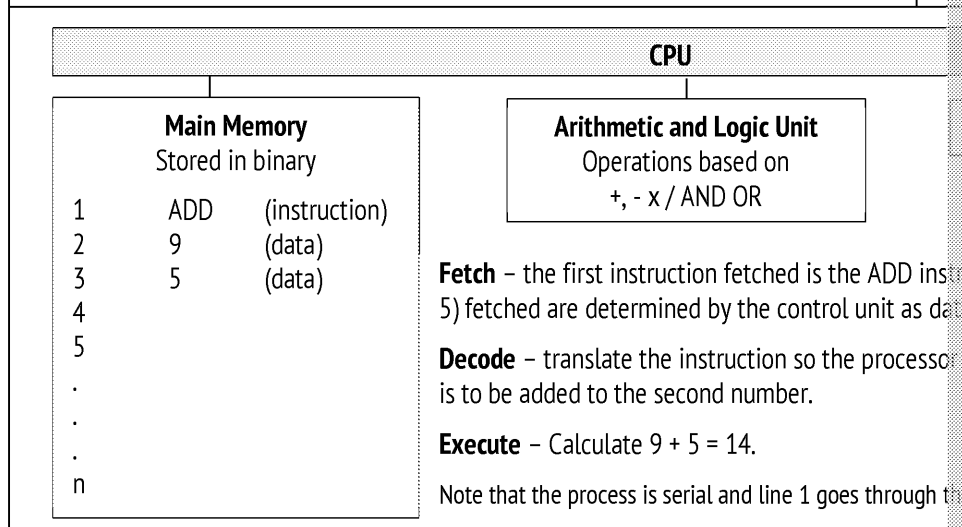 CPU
Main Memory
Stored in binary
1 ADD (instruction)
2 9 (data)
3 5 (data)
4
5
.
.
.
n
Arithmetic and Logic Unit
Operations based on
+, - x / AND OR
Fetch – the first instruction fetched is the ADD
5) fetched are determined by the control unit as
Decode – translate the instruction so the processor
is to be added to the second number.
Execute – Calculate 9 + 5 = 14.
Note that the process is serial and line 1 goes through